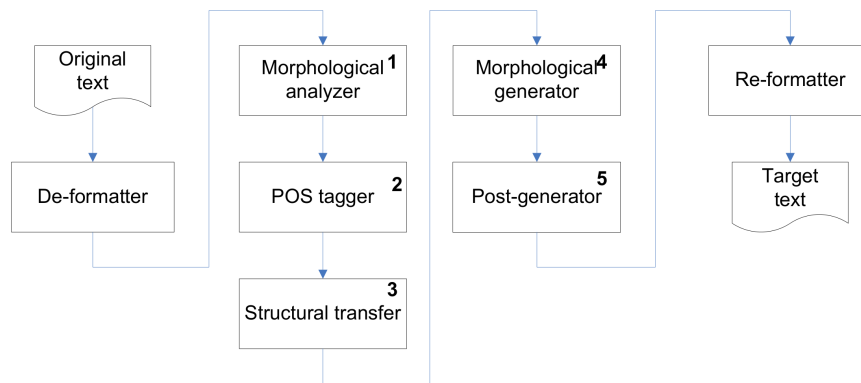 Original
text
De-formatter
Morphological 1
analyzer
POS tagger 2
3
Structural transfer
Morphological 4
generator
5
Post-generator
Re-formatter
Target
text